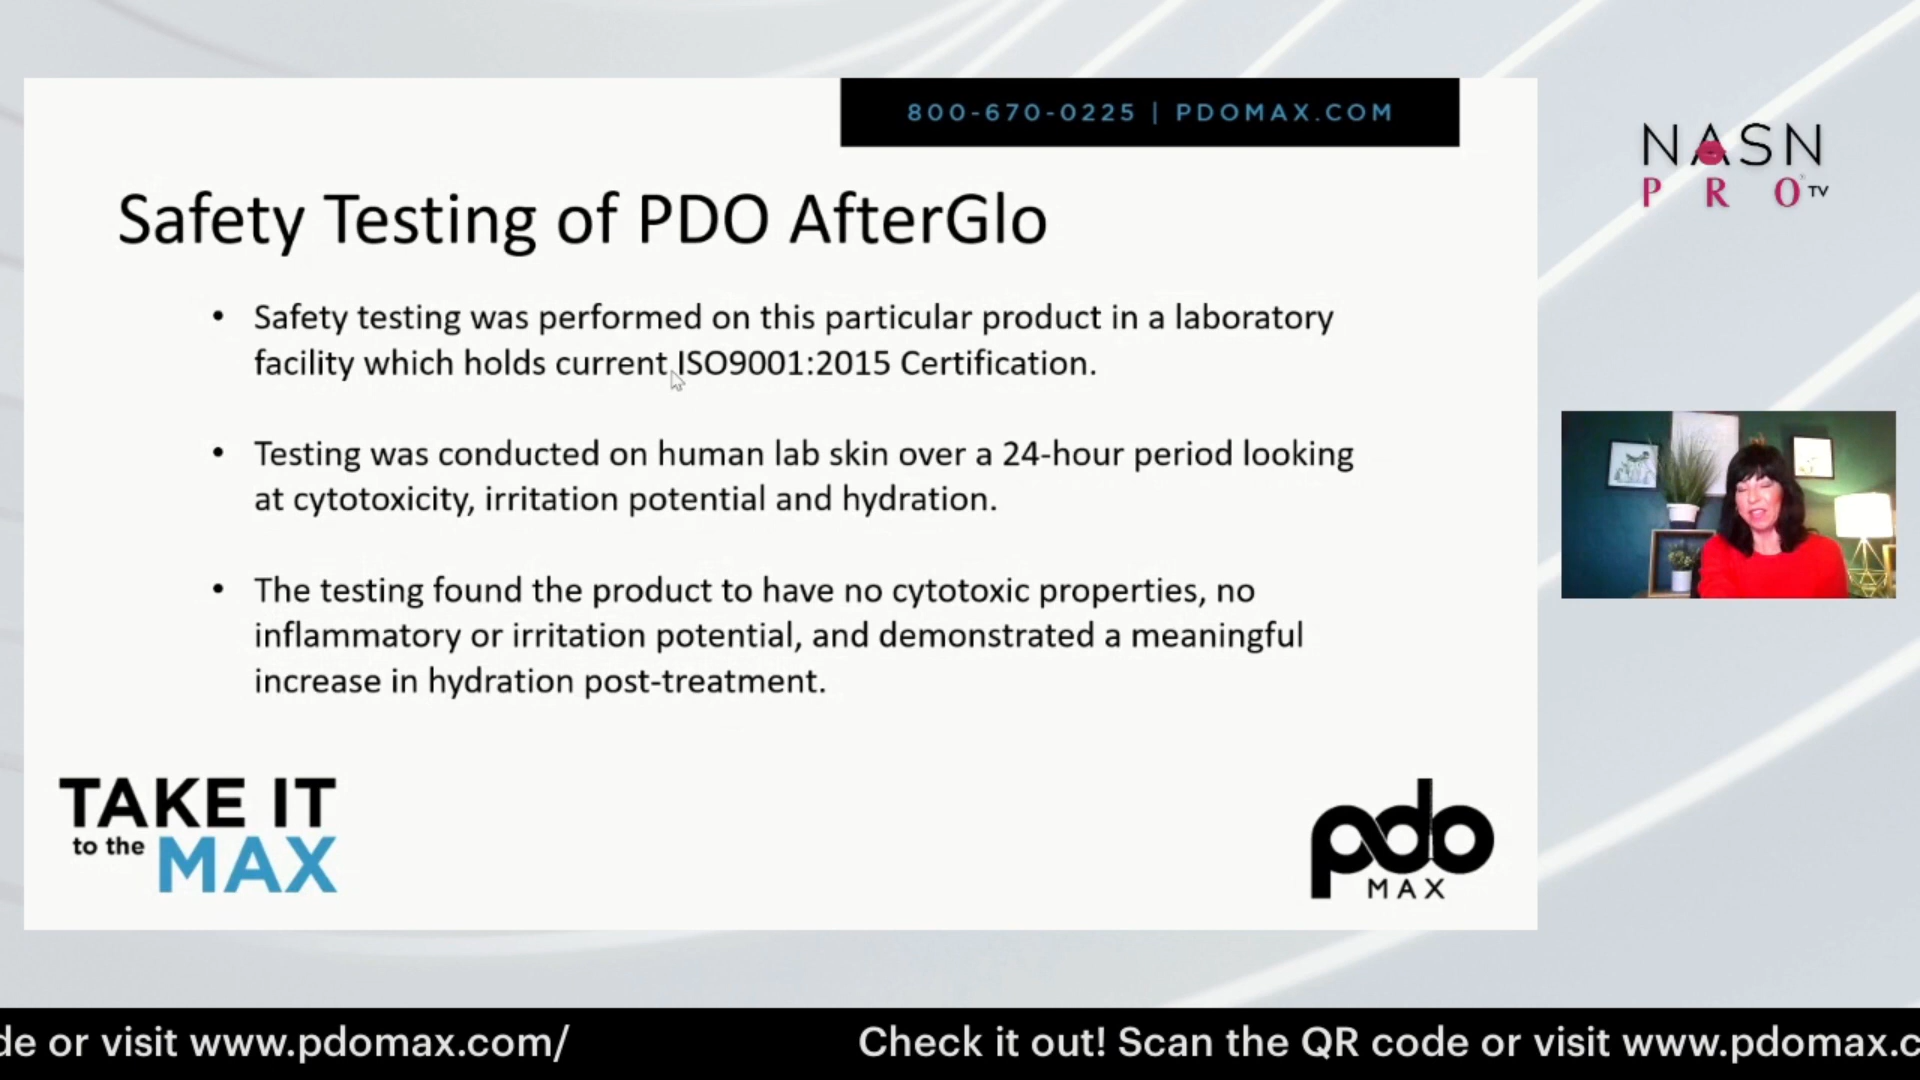 800-670-0225 | PDOMAX.COM
NASN
PRO® TV
Safety Testing of PDO AfterGlo
• Safety testing was performed on this particular product in a laboratory
facility which holds current ISO9001:2015 Certification.
• Testing was conducted on human lab skin over a 24-hour period looking
at cytotoxicity, irritation potential and hydration.
• The testing found the product to have no cytotoxic properties, no
inflammatory or irritation potential, and demonstrated a meaningful
increase in hydration post-treatment.
TAKE IT
to the MAX
pdo
MAX
de or visit www.pdomax.com/ Check it out! Scan the QR code or visit www.pdomax.c